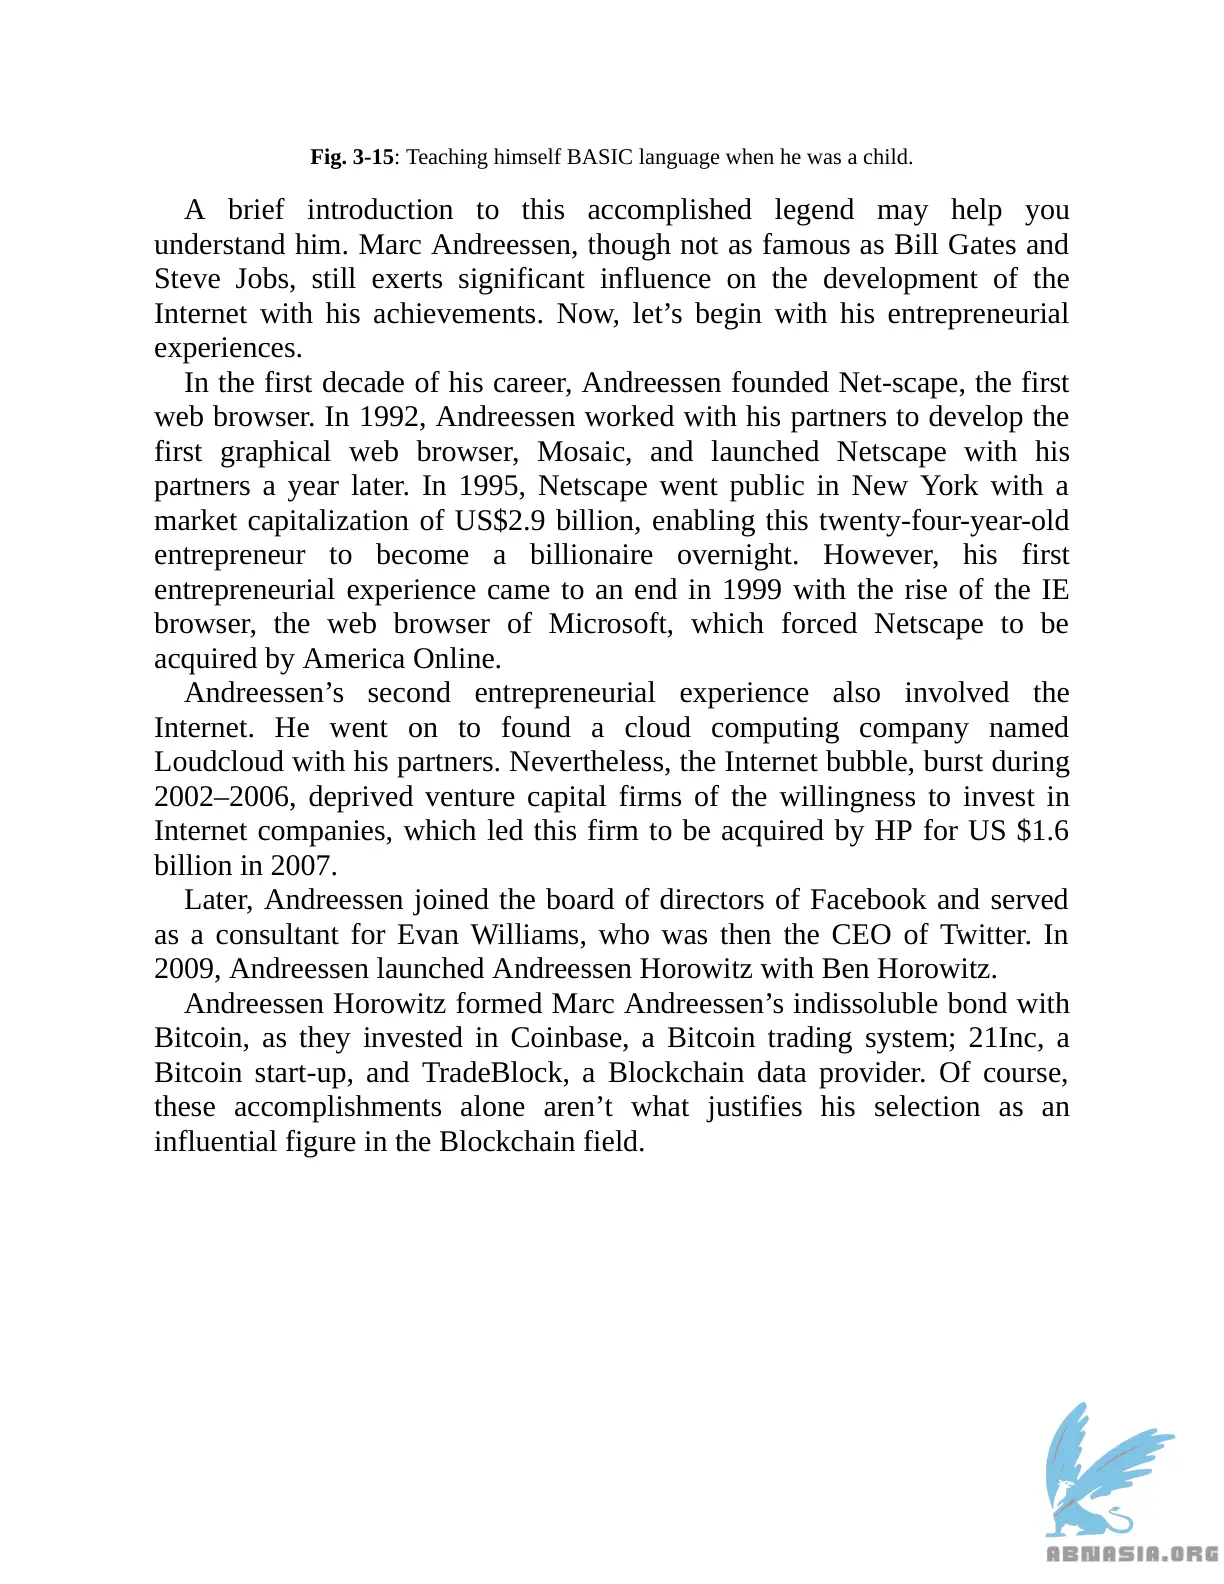 Fig. 3-15: Teaching himself BASIC language when he was a child.
A brief introduction to this accomplished legend may help you
understand him. Marc Andreessen, though not as famous as Bill Gates and
Steve Jobs, still exerts significant influence on the development of the
Internet with his achievements. Now, let’s begin with his entrepreneurial
experiences.
In the first decade of his career, Andreessen founded Net-scape, the first
web browser. In 1992, Andreessen worked with his partners to develop the
first graphical web browser, Mosaic, and launched Netscape with his
partners a year later. In 1995, Netscape went public in New York with a
market capitalization of US$2.9 billion, enabling this twenty-four-year-old
entrepreneur to become a billionaire overnight. However, his first
entrepreneurial experience came to an end in 1999 with the rise of the IE
browser, the web browser of Microsoft, which forced Netscape to be
acquired by America Online.
Andreessen’s second entrepreneurial experience also involved the
Internet. He went on to found a cloud computing company named
Loudcloud with his partners. Nevertheless, the Internet bubble, burst during
2002–2006, deprived venture capital firms of the willingness to invest in
Internet companies, which led this firm to be acquired by HP for US $1.6
billion in 2007.
Later, Andreessen joined the board of directors of Facebook and served
as a consultant for Evan Williams, who was then the CEO of Twitter. In
2009, Andreessen launched Andreessen Horowitz with Ben Horowitz.
Andreessen Horowitz formed Marc Andreessen’s indissoluble bond with
Bitcoin, as they invested in Coinbase, a Bitcoin trading system; 21Inc, a
Bitcoin start-up, and TradeBlock, a Blockchain data provider. Of course,
these accomplishments alone aren’t what justifies his selection as an
influential figure in the Blockchain field.
ABNASIA.ORG